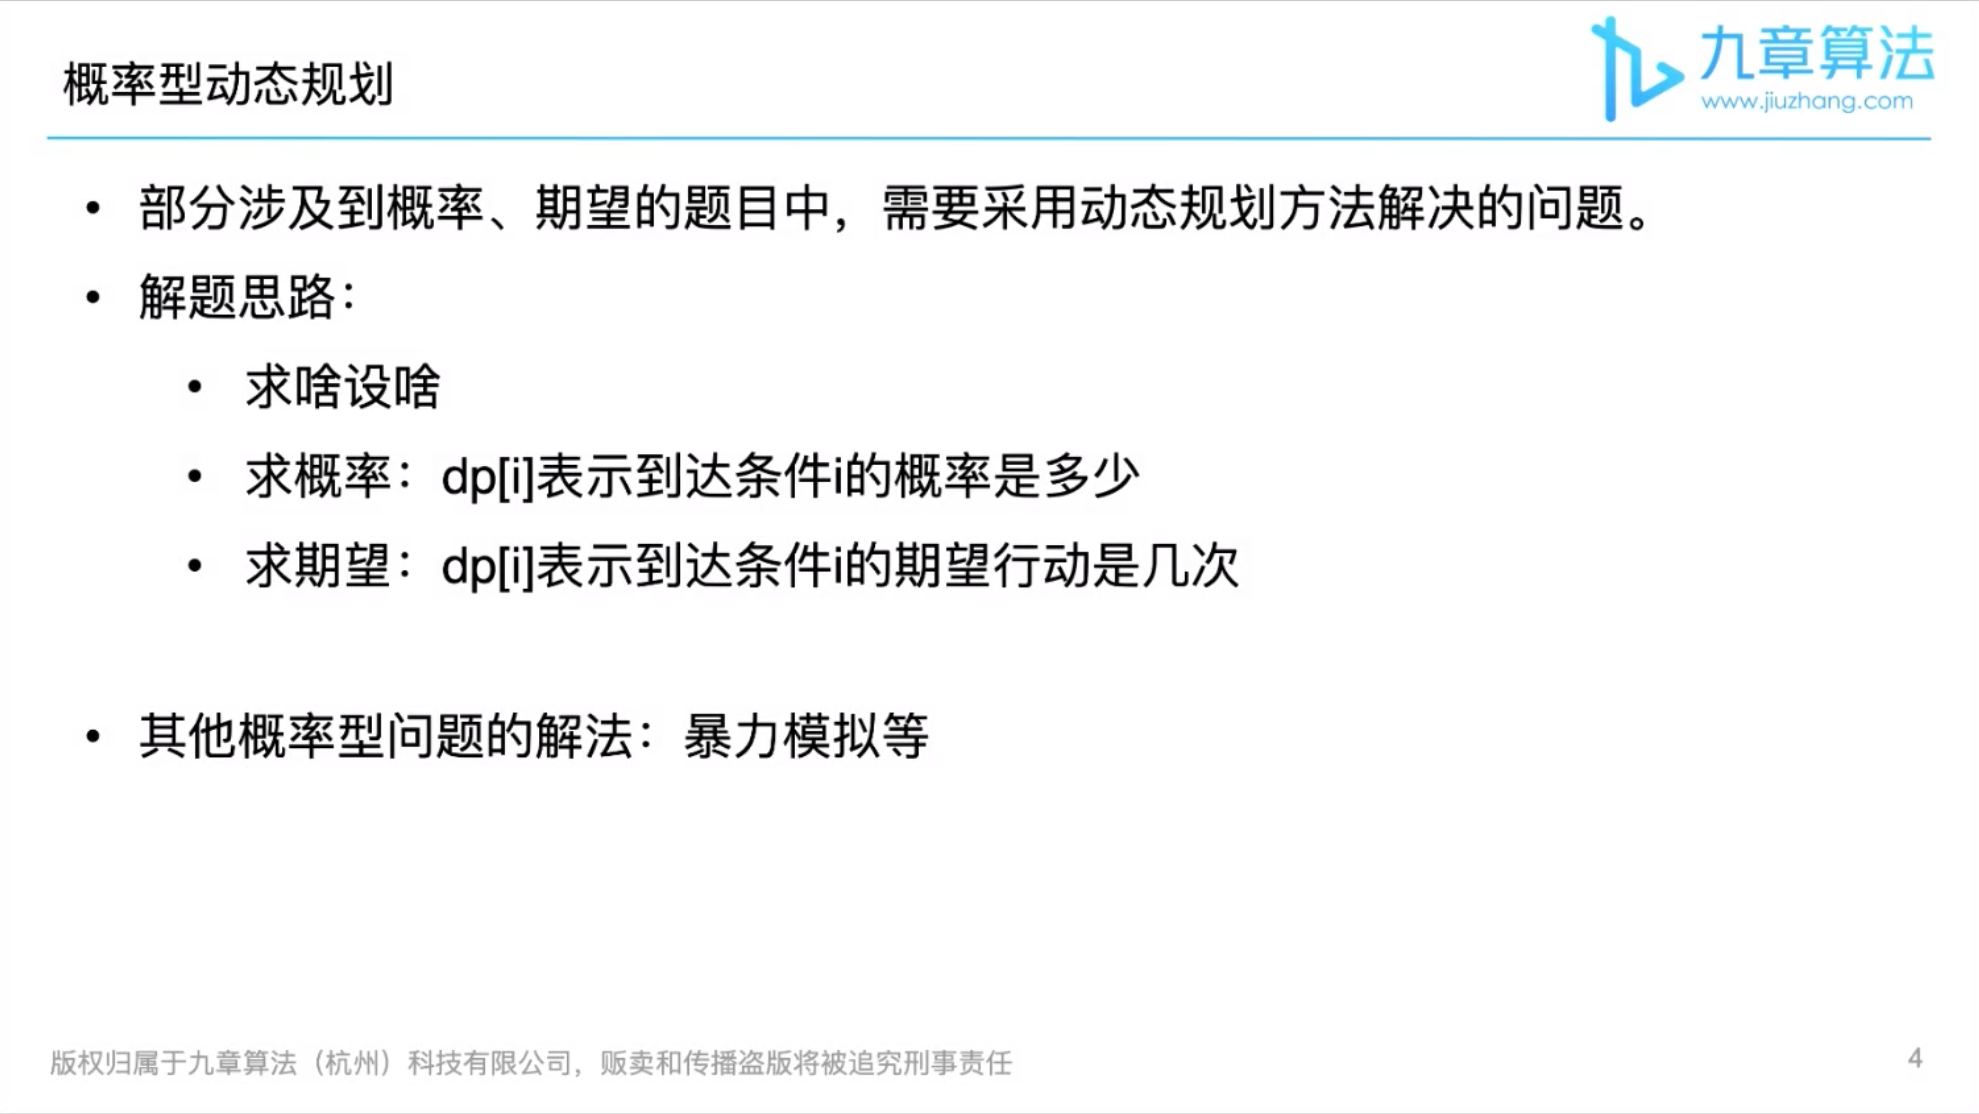 概率型动态规划
九章算法
www.jiuzhang.com
• 部分涉及到概率、期望的题目中，需要采用动态规划方法解决的问题。
• 解题思路：
• 求啥设啥
• 求概率：dp[i]表示到达条件i的概率是多少
• 求期望：dp[i]表示到达条件i的期望行动是几次
• 其他概率型问题的解法：暴力模拟等
版权归属于九章算法（杭州）科技有限公司，贩卖和传播盗版将被追究刑事责任
4